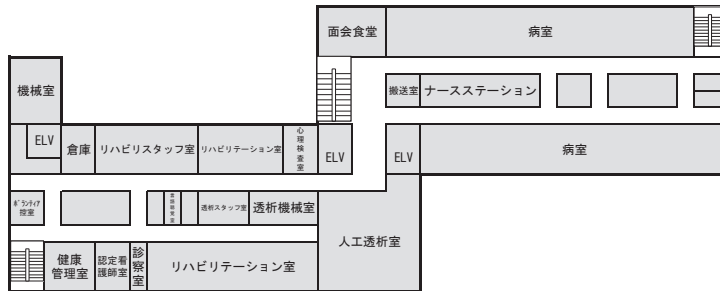 面会食堂
病室
機械室
搬送室
ナースステーション
ELV
倉庫
リハビリスタッフ室
リハビリテーション室
心理検査室
ELV
ELV
病室
ボランティア
控室
透析スタッフ室
透析機械室
人工透析室
健康
管理室
認定看
護師室
診察室
リハビリテーション室